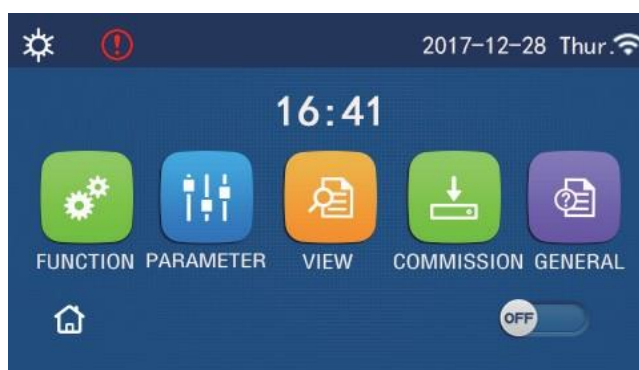 2017-12-28 Thur.
16:41
FUNCTION PARAMETER VIEW COMMISSION GENERAL
OFF